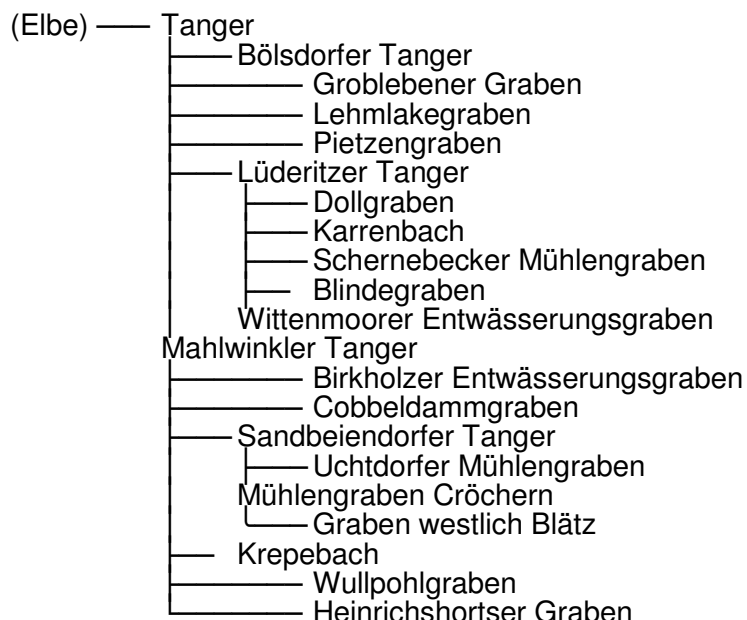 (Elbe) Tanger
Bölsdorfer Tanger
Groblebener Graben
Lehmlakegraben
Pietzengraben
Lüderitzer Tanger
Dollgraben
Karrenbach
Schernebecker Mühlengraben
Blindegraben
Wittenmoorer Entwässerungsgraben
Mahlwinkler Tanger
Birkholzer Entwässerungsgraben
Cobbeldammgraben
Sandbeiendorfer Tanger
Uchtdorfer Mühlengraben
Mühlengraben Cröchern
Graben westlich Blätz
Krepebach
Wullpohlgraben
Heinrichshortser Graben